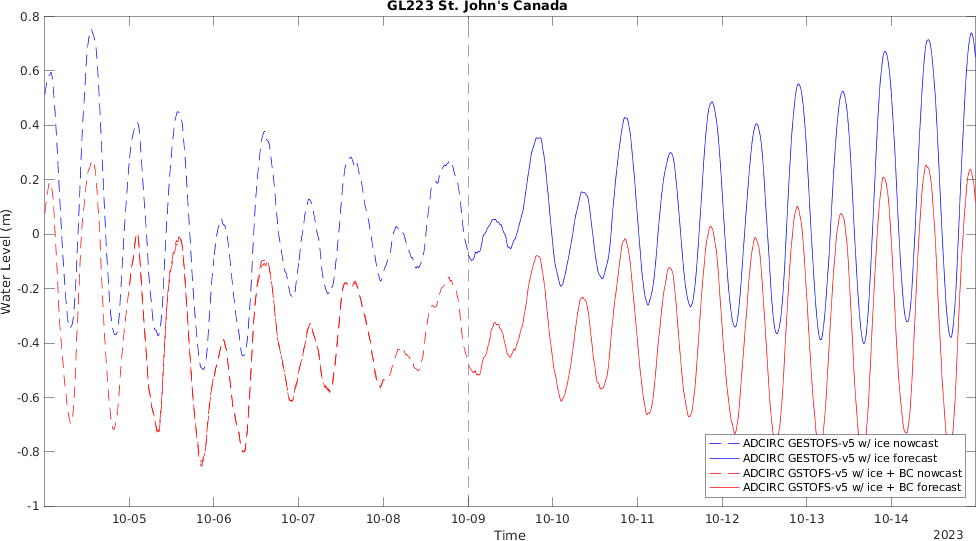 GL223 St. John's Canada
Water Level (m)
0.8
0.6
0.4
0.2
0
-0.2
-0.4
-0.6
-0.8
-1
ADCIRC GESTOFS-v5 w/ ice nowcast
ADCIRC GESTOFS-v5 w/ ice forecast
ADCIRC GSTOFS-v5 w/ ice + BC nowcast
ADCIRC GSTOFS-v5 w/ ice + BC forecast
10-05 10-06 10-07 10-08 10-09 10-10 10-11 10-12 10-13 10-14
Time
2023